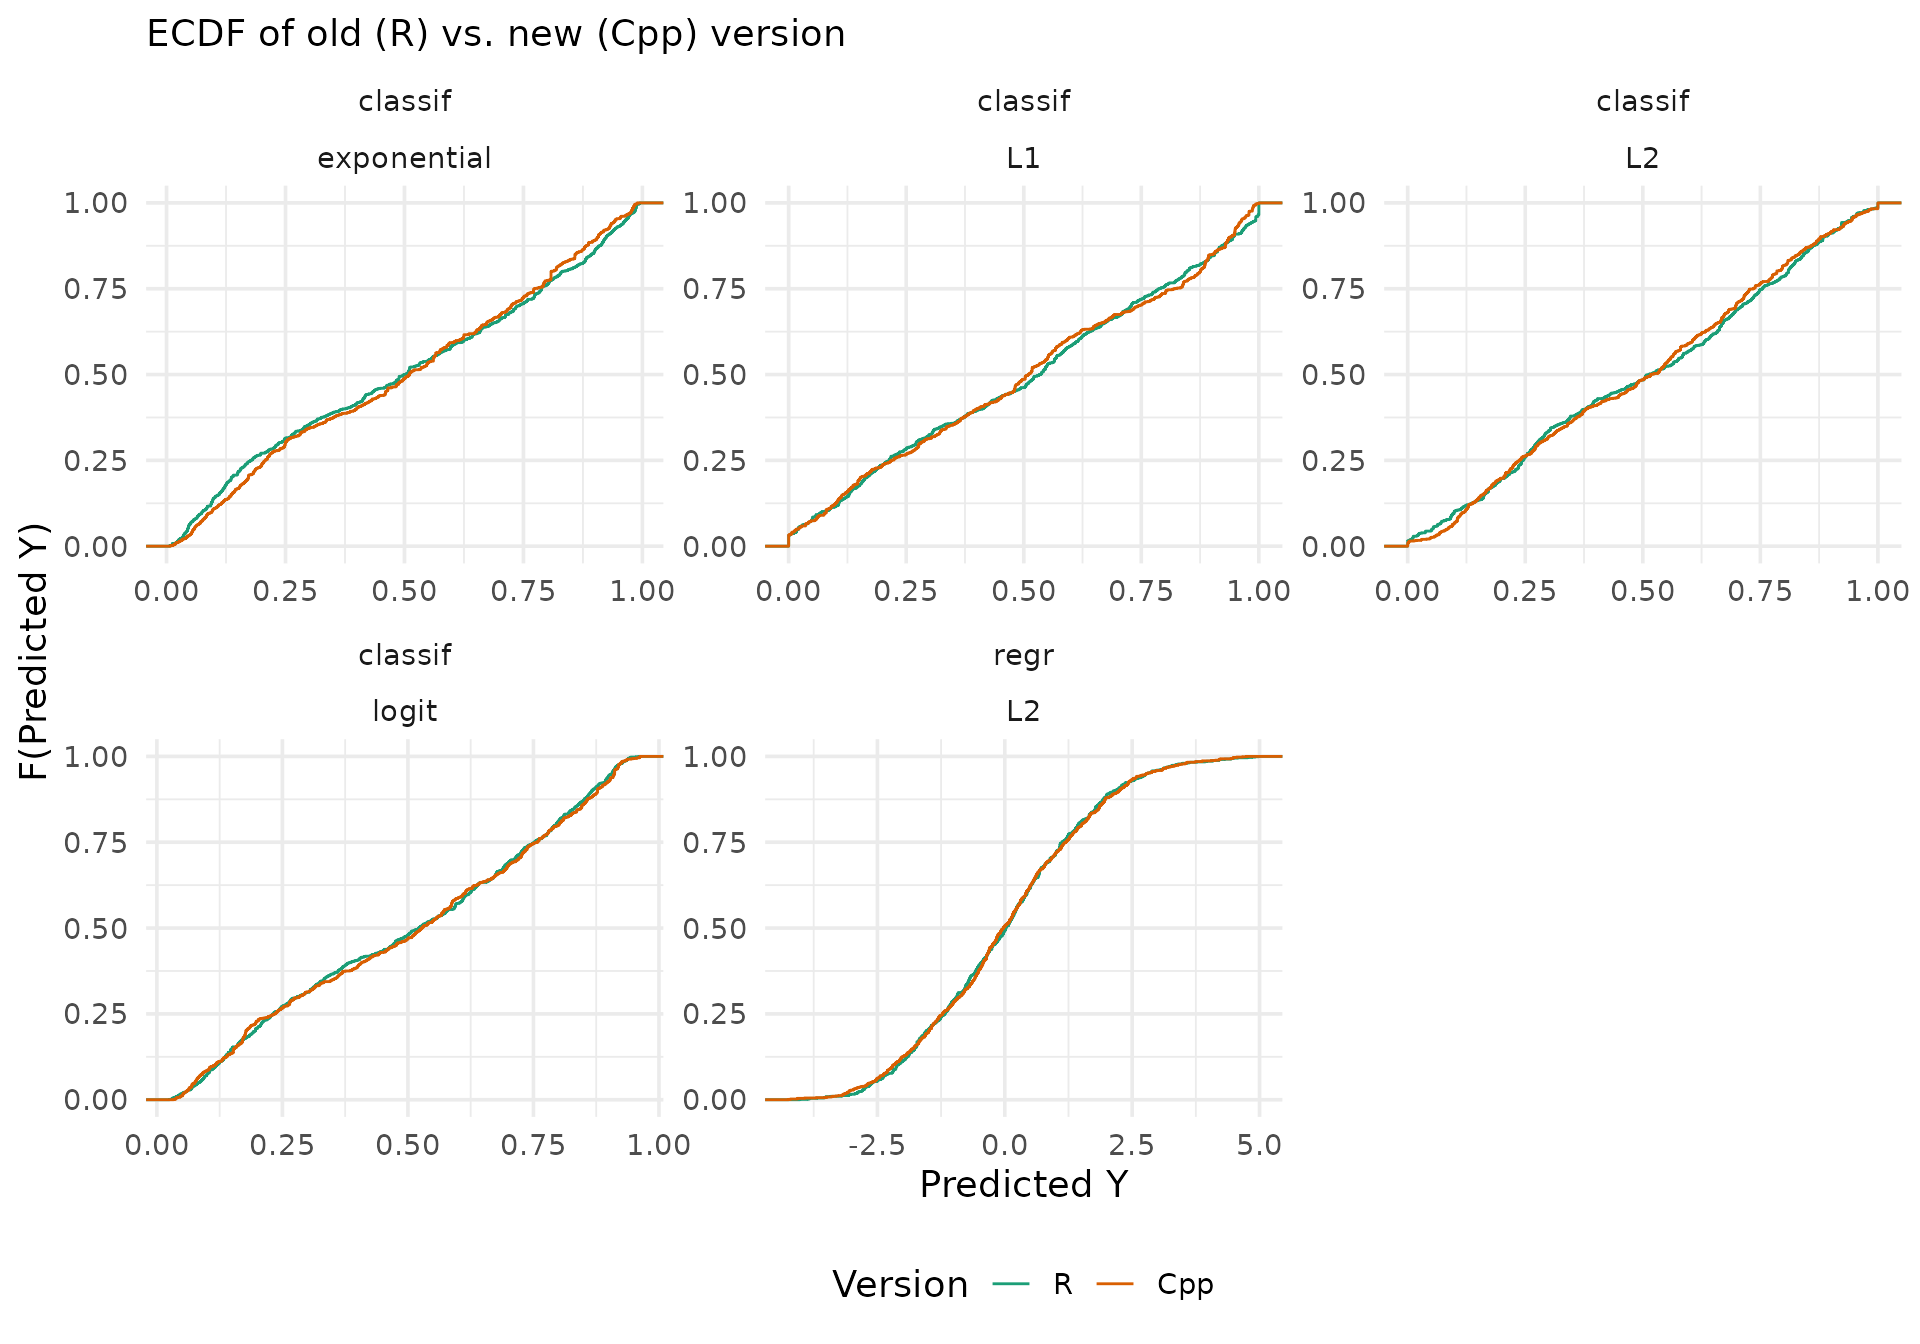 ECDF of old (R) vs. new (Cpp) version
classif classif classif
exponential L1 L2
1.00 1.00 1.00
0.75 0.75 0.75
0.50 0.50 0.50
0.25 0.25 0.25
0.00 0.00 0.00
0.00 0.25 0.50 0.75 1.00 0.00 0.25 0.50 0.75 1.00 0.00 0.25 0.50 0.75 1.00
F(Predicted Y)
classif regr
logit L2
1.00 1.00
0.75 0.75
0.50 0.50
0.25 0.25
0.00 0.00
0.00 0.25 0.50 0.75 1.00 -2.5 0.0 2.5 5.0
Predicted Y
Version R Cpp